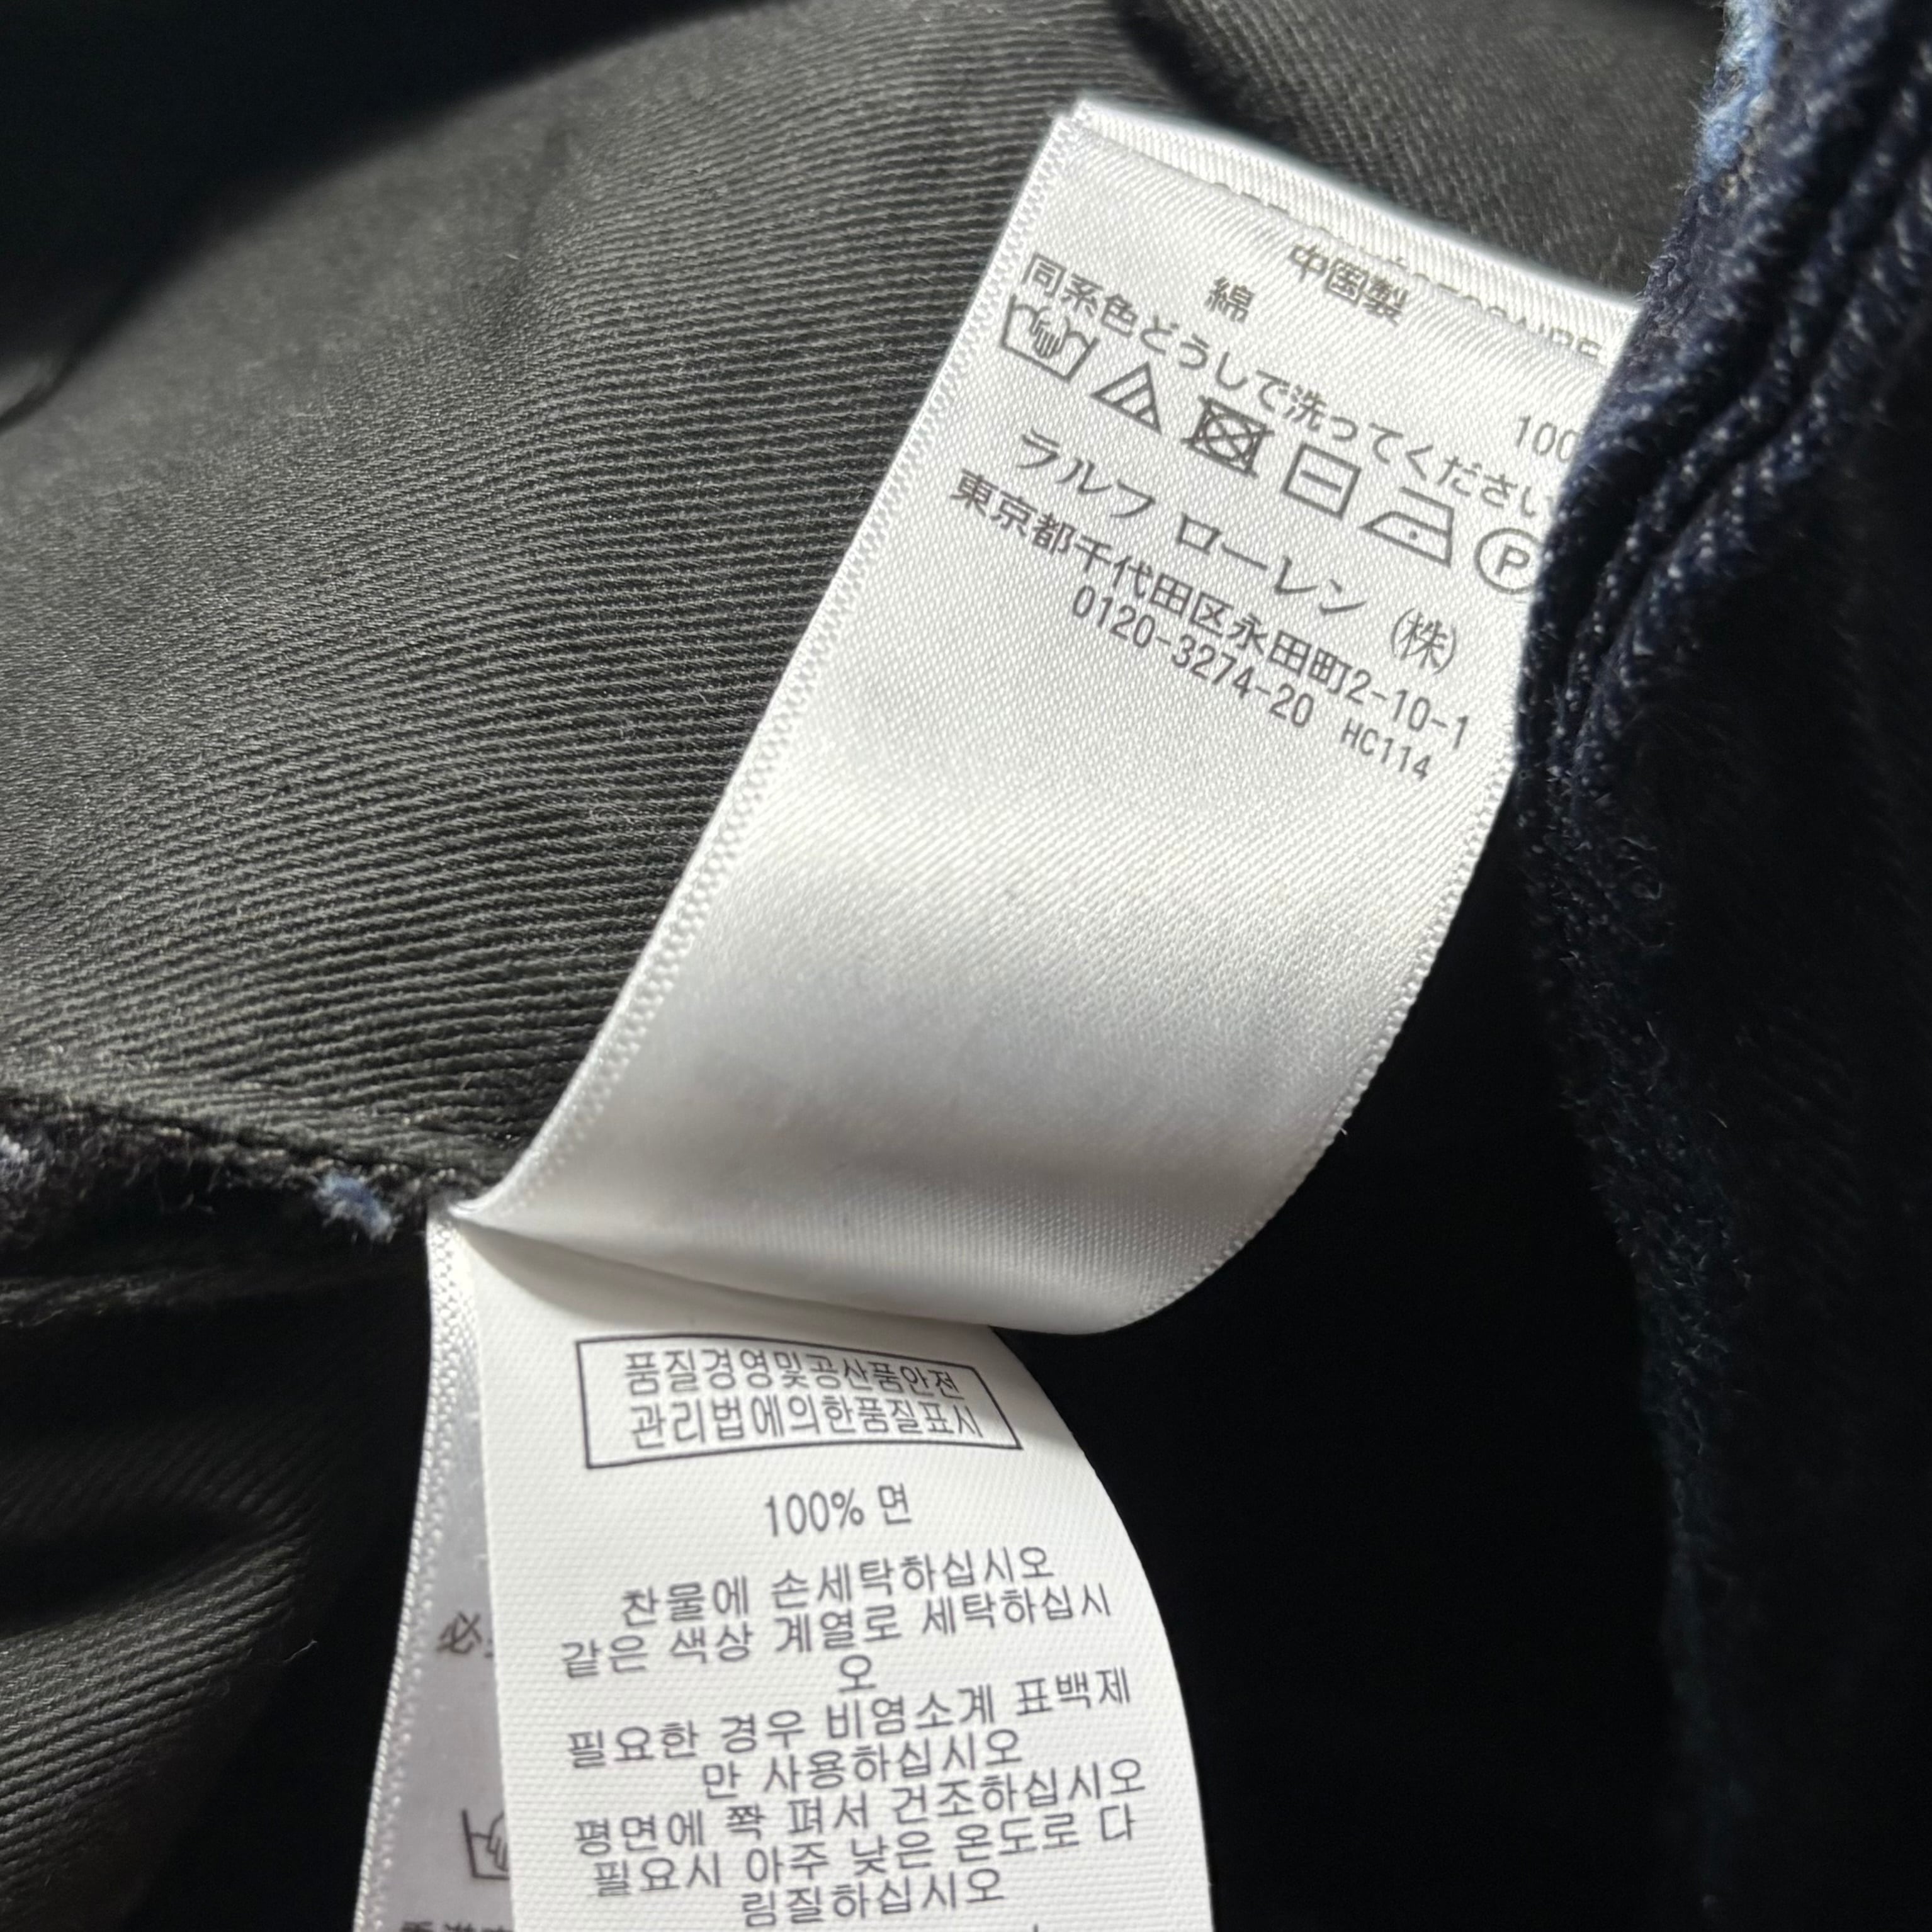 中国製
綿 100
同系色どうしで洗ってください
P
ラルフ ローレン (株)
東京都千代田区永田町2-10-1
0120-3274-20 HC114
품질경영및공산품안전
관리법에의한품질표시
100% 면
찬물에 손세탁하십시오
같은 색상 계열로 세탁하십시
오
필요한 경우 비염소계 표백제
만 사용하십시오
평면에 쫙 펴서 건조하십시오
필요시 아주 낮은 온도로 다
림질하십시오
必